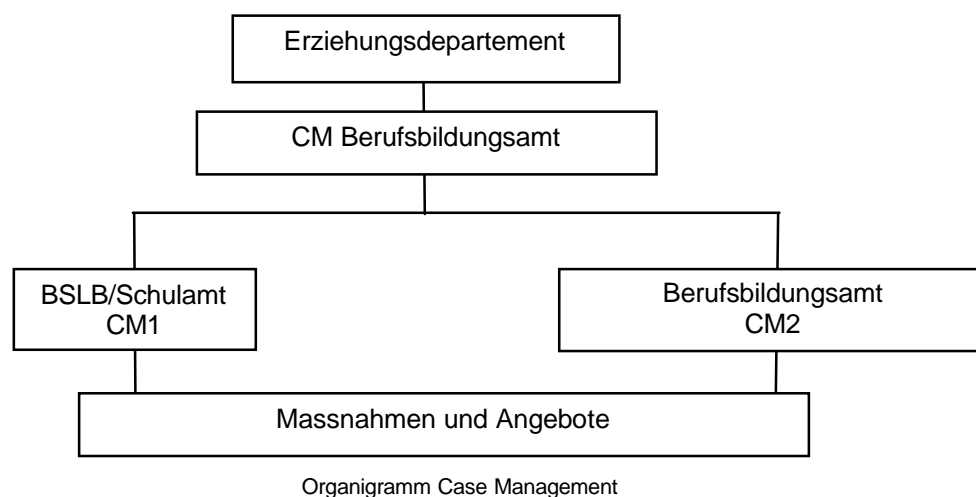 Erziehungsdepartement
CM Berufsbildungsamt
BSLB/Schulamt
CM1
Berufsbildungsamt
CM2
Massnahmen und Angebote
Organigramm Case Management